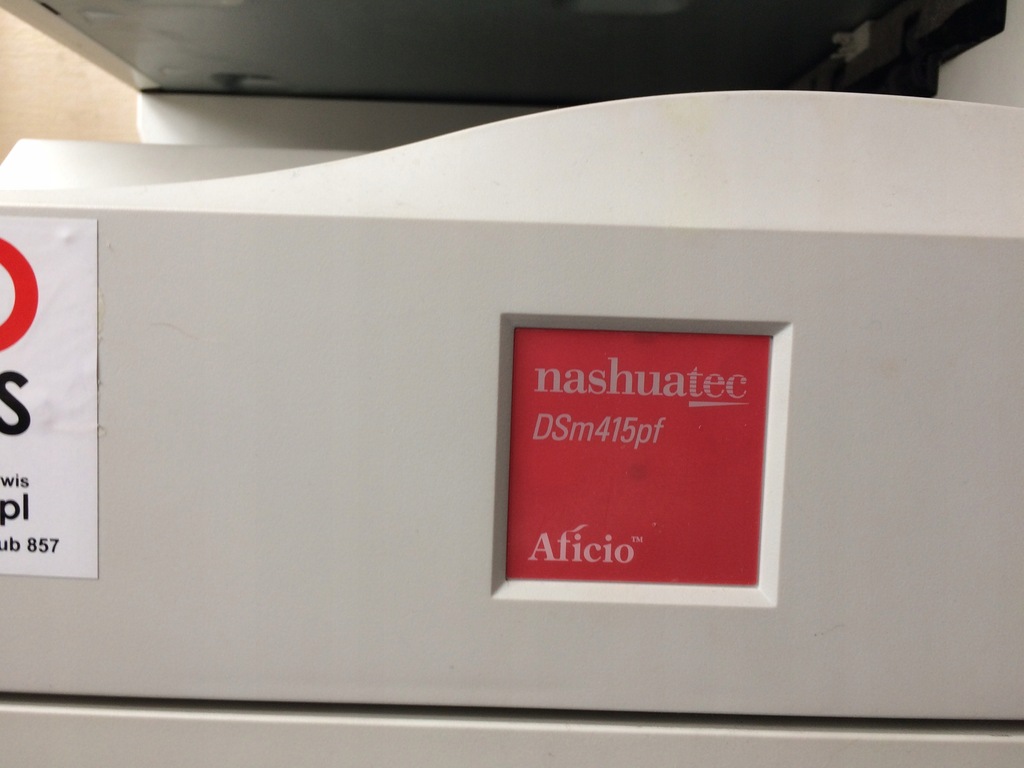 S
wis
pl
ub 857
nashuatec
DSm415pf
Aficio™